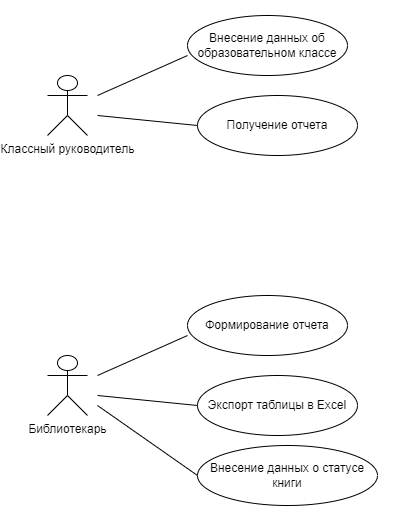 Внесение данных об
образовательном классе
Получение отчета
Классный руководитель
Формирование отчета
Экспорт таблицы в Excel
Библиотекарь
Внесение данных о статусе
книги